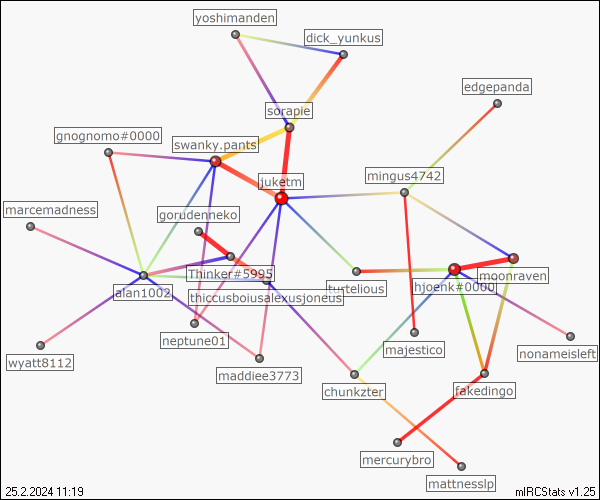 yoshimanden
dick_yunkus
edgepanda
sorapie
gnognomo#0000
swanky.pants
juketm
mingus4742
marcemadness
gorudenneko
Thinker#5995
moonraven
hjoenk#0000
turtelious
alan1002
thiccusboiusalexusjoneus
neptune01
majestico
nonameisleft
wyatt8112
maddiee3773
chunkzter
fakedingo
mercurybro
mattnesslp
25.2.2024 11:19
mIRCStats v1.25